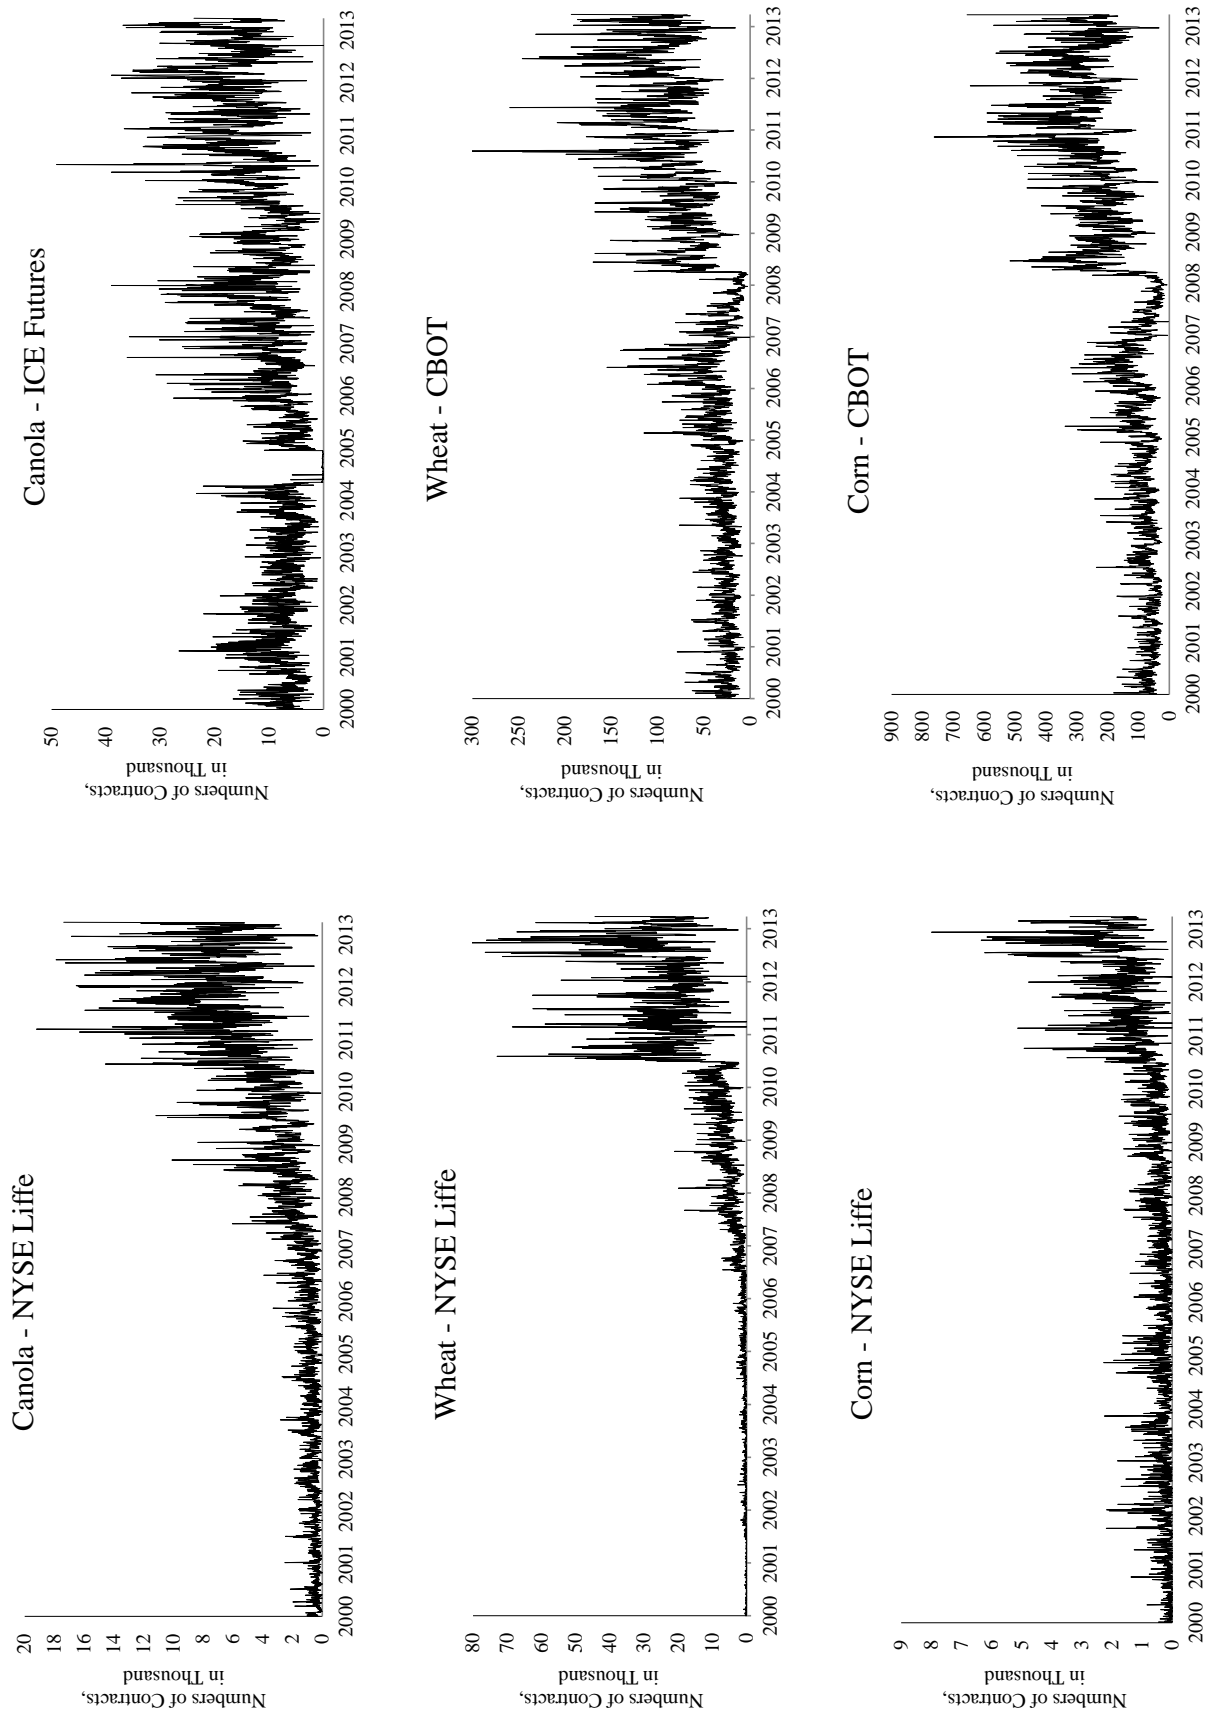 Canola - NYSE Liffe
Numbers of Contracts,
in Thousand
20
18
16
14
12
10
8
6
4
2
0
2000 2001 2002 2003 2004 2005 2006 2007 2008 2009 2010 2011 2012 2013
Canola - ICE Futures
Numbers of Contracts,
in Thousand
50
40
30
20
10
0
2000 2001 2002 2003 2004 2005 2006 2007 2008 2009 2010 2011 2012 2013
Wheat - NYSE Liffe
Numbers of Contracts,
in Thousand
80
70
60
50
40
30
20
10
0
2000 2001 2002 2003 2004 2005 2006 2007 2008 2009 2010 2011 2012 2013
Wheat - CBOT
Numbers of Contracts,
in Thousand
300
250
200
150
100
50
0
2000 2001 2002 2003 2004 2005 2006 2007 2008 2009 2010 2011 2012 2013
Corn - NYSE Liffe
Numbers of Contracts,
in Thousand
9
8
7
6
5
4
3
2
1
0
2000 2001 2002 2003 2004 2005 2006 2007 2008 2009 2010 2011 2012 2013
Corn - CBOT
Numbers of Contracts,
in Thousand
900
800
700
600
500
400
300
200
100
0
2000 2001 2002 2003 2004 2005 2006 2007 2008 2009 2010 2011 2012 2013